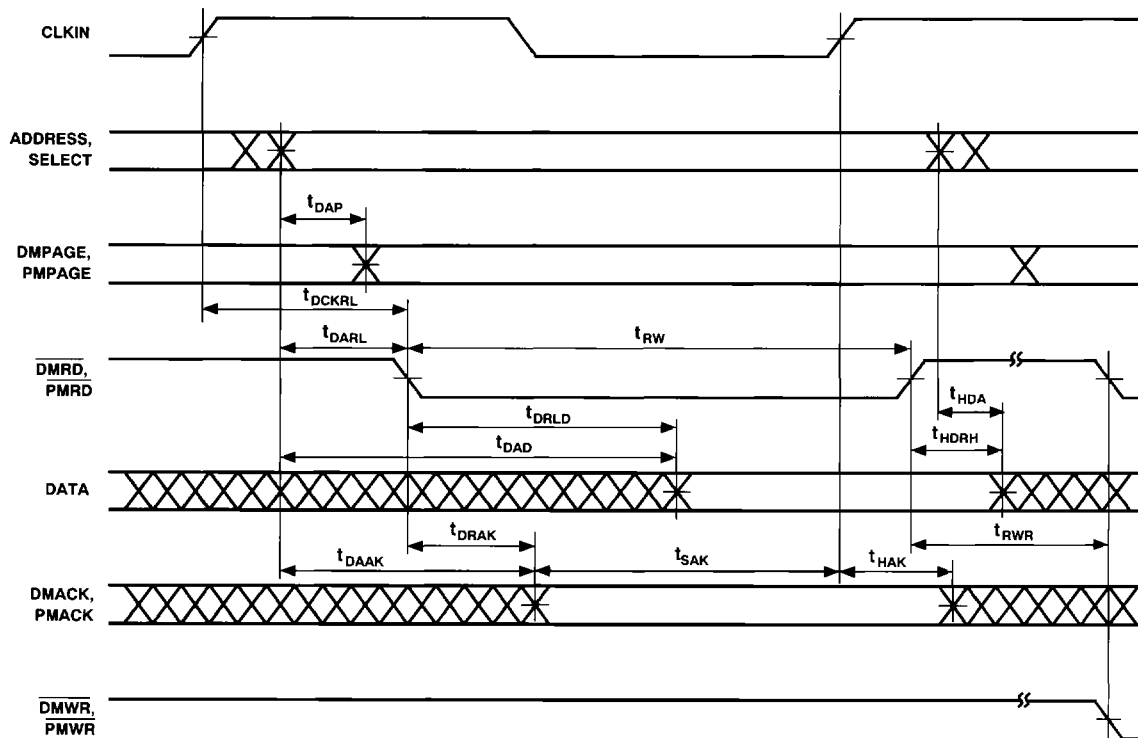 CLKIN
ADDRESS,
SELECT
tDAP
DMPAGE,
PMPAGE
tDCKRL
tDARL
tRW
DMRD,
PMRD
tHDA
tDRLD
tHDRH
tDAD
DATA
tDRAK
tRWR
tDAAK
tSAK
tHAK
DMACK,
PMACK
DMWR,
PMWR